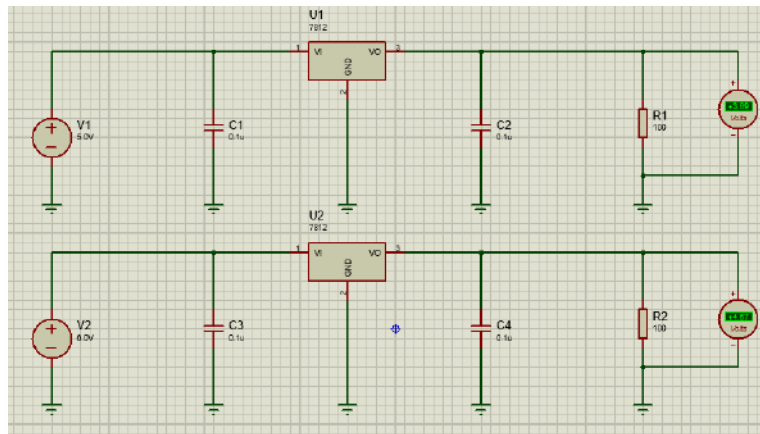 U1
7812
1 VI VO 3
GND
2
V1
5.0V
C1
0.1u
C2
0.1u
R1
100
+
Volts
−
U2
7812
1 VI VO 3
GND
2
V2
6.0V
C3
0.1u
C4
0.1u
R2
100
+
Volts
−